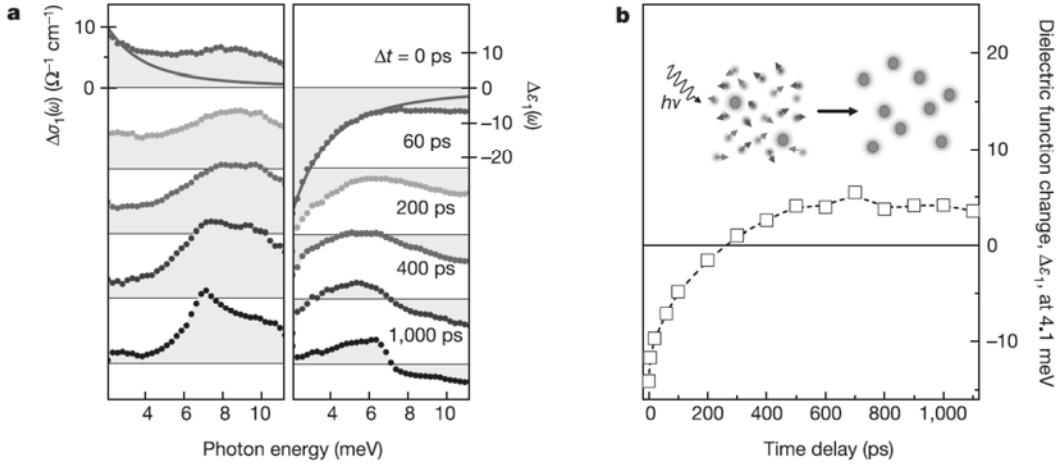 a
b
Δσ₁(ω) (Ω⁻¹ cm⁻¹)
10
0
Δt = 0 ps
60 ps
200 ps
400 ps
1,000 ps
10
0
−10
−20
Δε₁(ω)
4 6 8 10
4 6 8 10
Photon energy (meV)
hν
20
10
0
−10
Dielectric function change, Δε₁, at 4.1 meV
0 200 400 600 800 1,000
Time delay (ps)